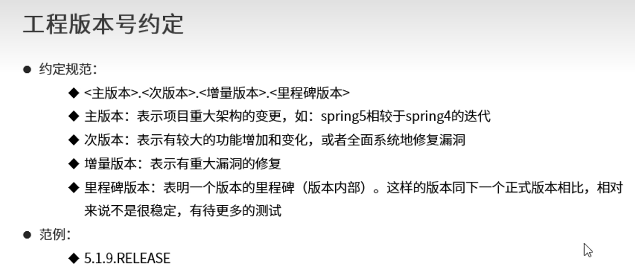 工程版本号约定
约定规范：
<主版本>.<次版本>.<增量版本>.<里程碑版本>
主版本：表示项目重大架构的变更，如：spring5相较于spring4的迭代
次版本：表示有较大的功能增加和变化，或者全面系统地修复漏洞
增量版本：表示有重大漏洞的修复
里程碑版本：表明一个版本的里程碑（版本内部）。这样的版本同下一个正式版本相比，相对
来说不是很稳定，有待更多的测试
范例：
5.1.9.RELEASE